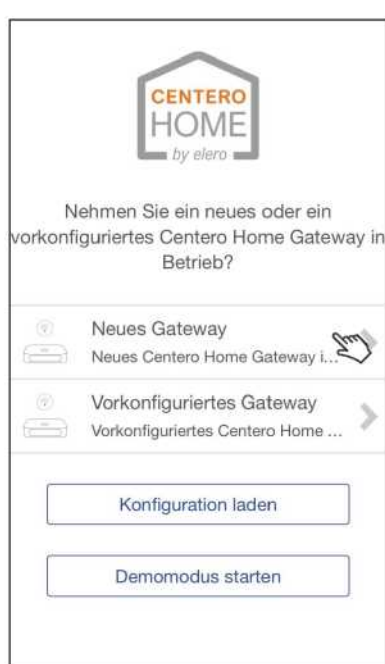 CENTERO
HOME
by elero
Nehmen Sie ein neues oder ein
vorkonfiguriertes Centero Home Gateway in
Betrieb?
Neues Gateway
Neues Centero Home Gateway i...
Vorkonfiguriertes Gateway
Vorkonfiguriertes Centero Home ...
Konfiguration laden
Demomodus starten